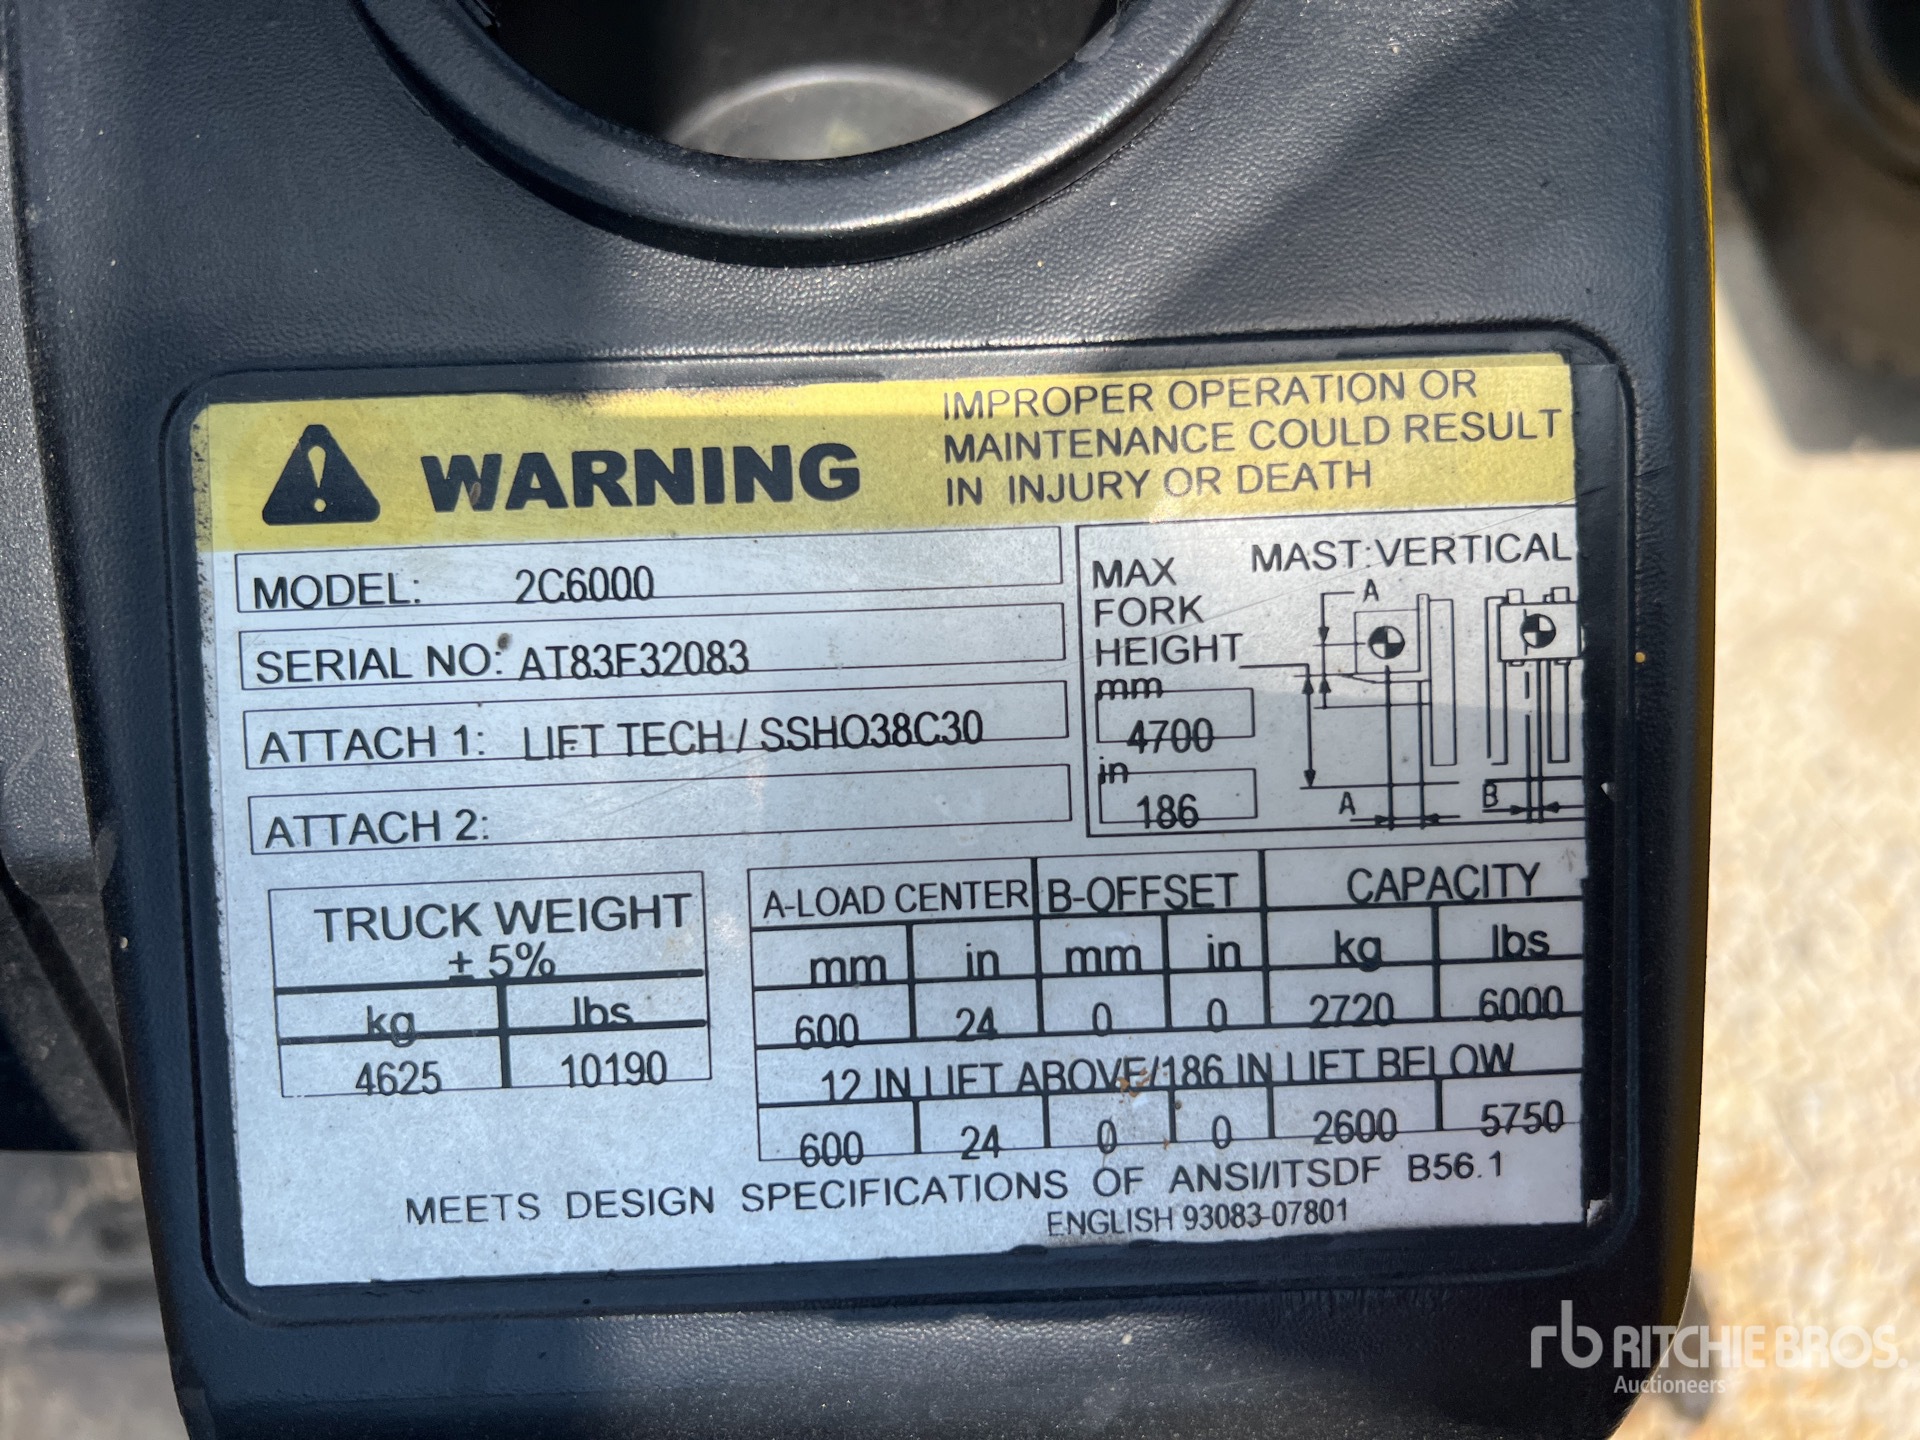 WARNING
IMPROPER OPERATION OR
MAINTENANCE COULD RESULT
IN INJURY OR DEATH
MODEL: 2C6000
SERIAL NO: AT83F32083
ATTACH 1: LIFT TECH / SSHO38C30
ATTACH 2:
MAX
FORK
HEIGHT
mm
4700
in
186
MAST:VERTICAL
A
A
B
TRUCK WEIGHT
± 5%
kg lbs
4625 10190
A-LOAD CENTER B-OFFSET CAPACITY
mm in mm in kg lbs
600 24 0 0 2720 6000
12 IN LIFT ABOVE/186 IN LIFT BELOW
600 24 0 0 2600 5750
MEETS DESIGN SPECIFICATIONS OF ANSI/ITSDF B56.1
ENGLISH 93083-07801
rb RITCHIE BROS.
Auctioneers